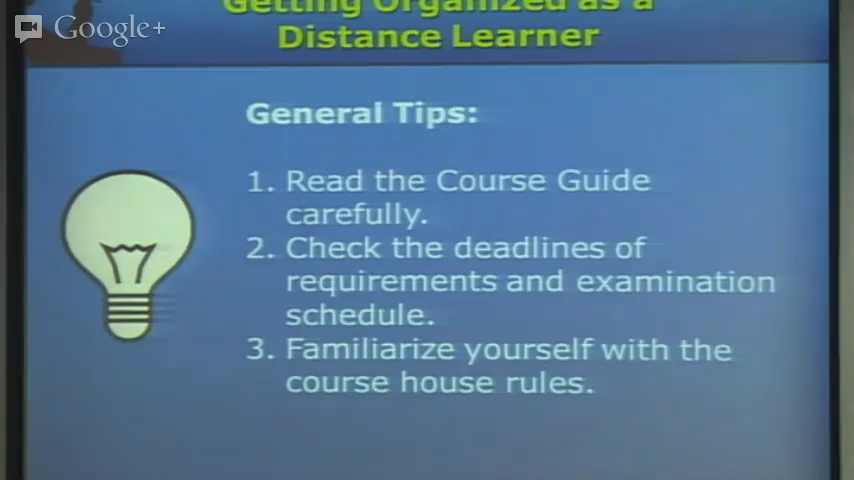 Google+
Getting Organized as a
Distance Learner
General Tips:
1. Read the Course Guide
carefully.
2. Check the deadlines of
requirements and examination
schedule.
3. Familiarize yourself with the
course house rules.